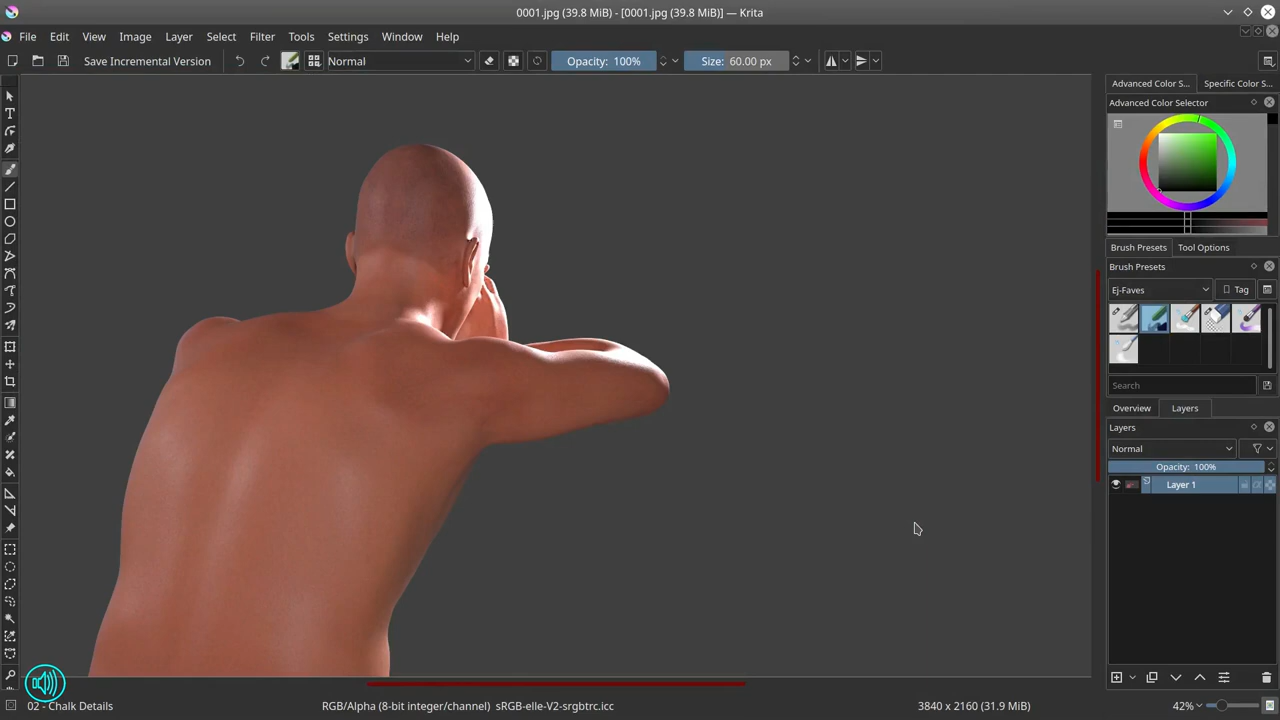 0001.jpg (39.8 MiB) - [0001.jpg (39.8 MiB)] — Krita
File Edit View Image Layer Select Filter Tools Settings Window Help
Save Incremental Version Normal Opacity: 100% Size: 60.00 px
Advanced Color S... Specific Color S...
Advanced Color Selector
Brush Presets Tool Options
Brush Presets
Ej-Faves Tag
Search
Overview Layers
Layers
Normal
Opacity: 100%
Layer 1
02 - Chalk Details RGB/Alpha (8-bit integer/channel) sRGB-elle-V2-srgbtrc.icc 3840 x 2160 (31.9 MiB) 42%